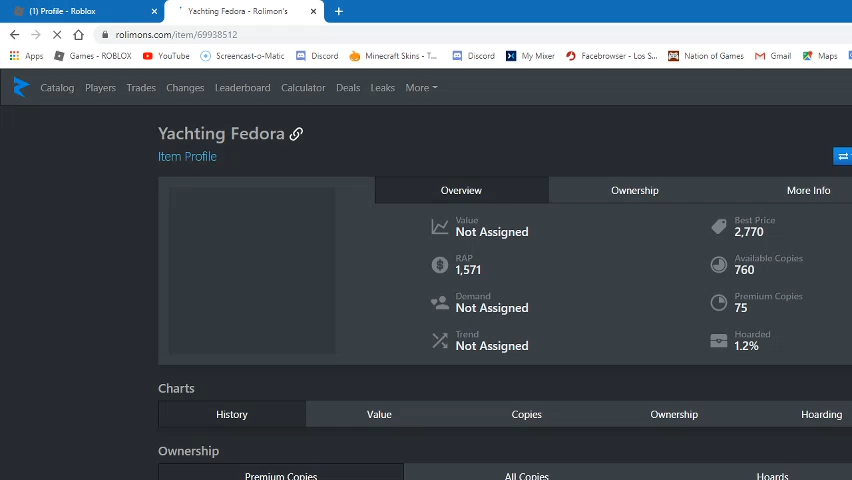 (1) Profile - Roblox
Yachting Fedora - Rolimon's
rolimons.com/item/69938512
Apps
Games - ROBLOX
YouTube
Screencast-o-Matic
Discord
Minecraft Skins - T...
Discord
My Mixer
Facebrowser - Los S...
Nation of Games
Gmail
Maps
Catalog
Players
Trades
Changes
Leaderboard
Calculator
Deals
Leaks
More
Yachting Fedora
Item Profile
Overview
Ownership
More Info
Value
Not Assigned
Best Price
2,770
RAP
1,571
Available Copies
760
Demand
Not Assigned
Premium Copies
75
Trend
Not Assigned
Hoarded
1.2%
Charts
History
Value
Copies
Ownership
Hoarding
Ownership
Premium Copies
All Copies
Hoards